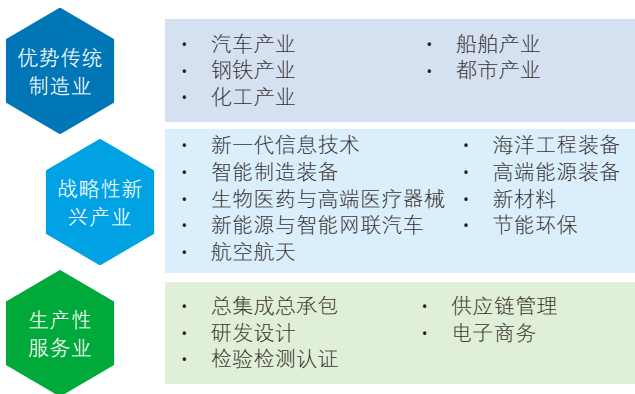 优势传统
制造业
• 汽车产业
• 钢铁产业
• 化工产业
• 船舶产业
• 都市产业
战略性新
兴产业
• 新一代信息技术
• 智能制造装备
• 生物医药与高端医疗器械
• 新能源与智能网联汽车
• 航空航天
• 海洋工程装备
• 高端能源装备
• 新材料
• 节能环保
生产性
服务业
• 总集成总承包
• 研发设计
• 检验检测认证
• 供应链管理
• 电子商务